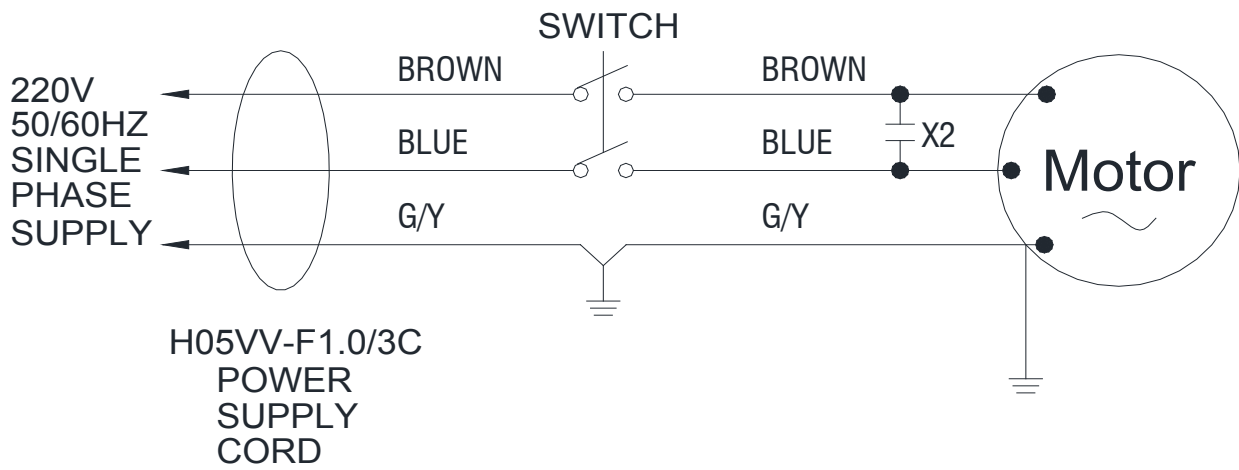 SWITCH
BROWN
BROWN
220V
50/60HZ
SINGLE
PHASE
SUPPLY
BLUE
BLUE
X2
Motor
G/Y
G/Y
H05VV-F1.0/3C
POWER
SUPPLY
CORD